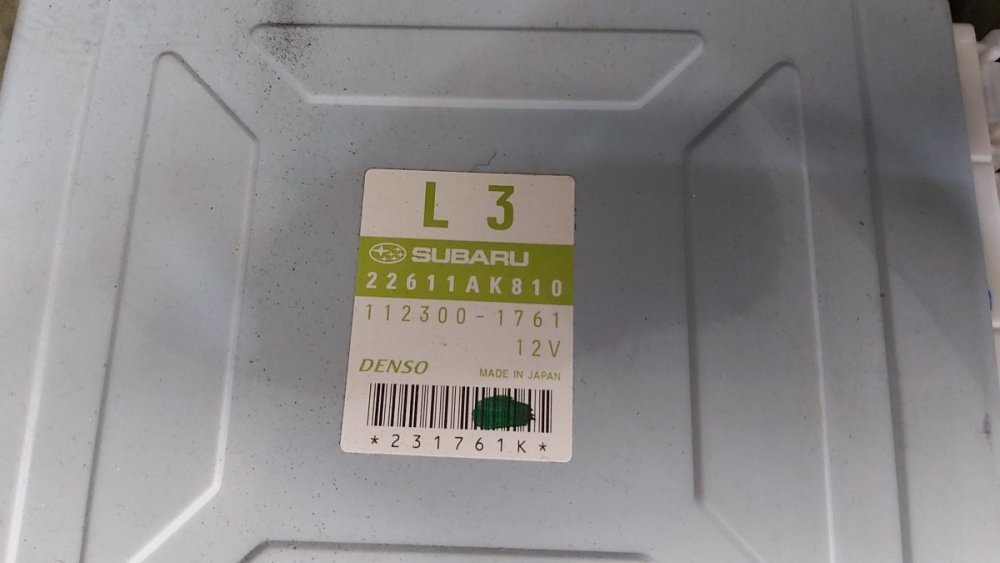 L 3
SUBARU
22611AK810
112300-1761
12V
DENSO MADE IN JAPAN
*231761K*